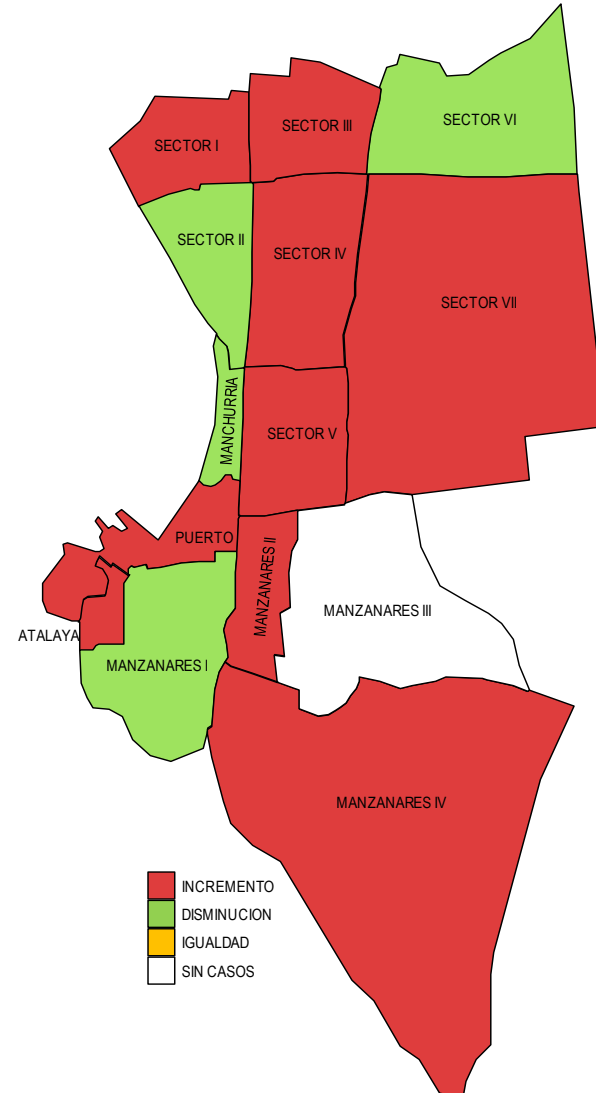 SECTOR VI
SECTOR III
SECTOR I
SECTOR II
SECTOR IV
SECTOR VII
MANCHURRIA
SECTOR V
PUERTO
MANZANARES II
MANZANARES III
ATALAYA
MANZANARES I
MANZANARES IV
INCREMENTO
DISMINUCION
IGUALDAD
SIN CASOS